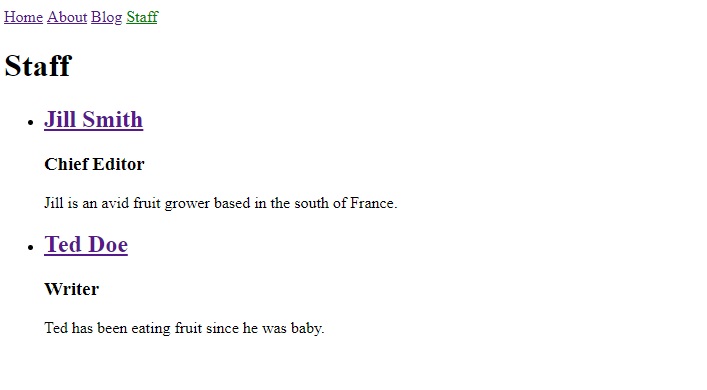 Home About Blog Staff
Staff
Jill Smith
Chief Editor
Jill is an avid fruit grower based in the south of France.
Ted Doe
Writer
Ted has been eating fruit since he was baby.